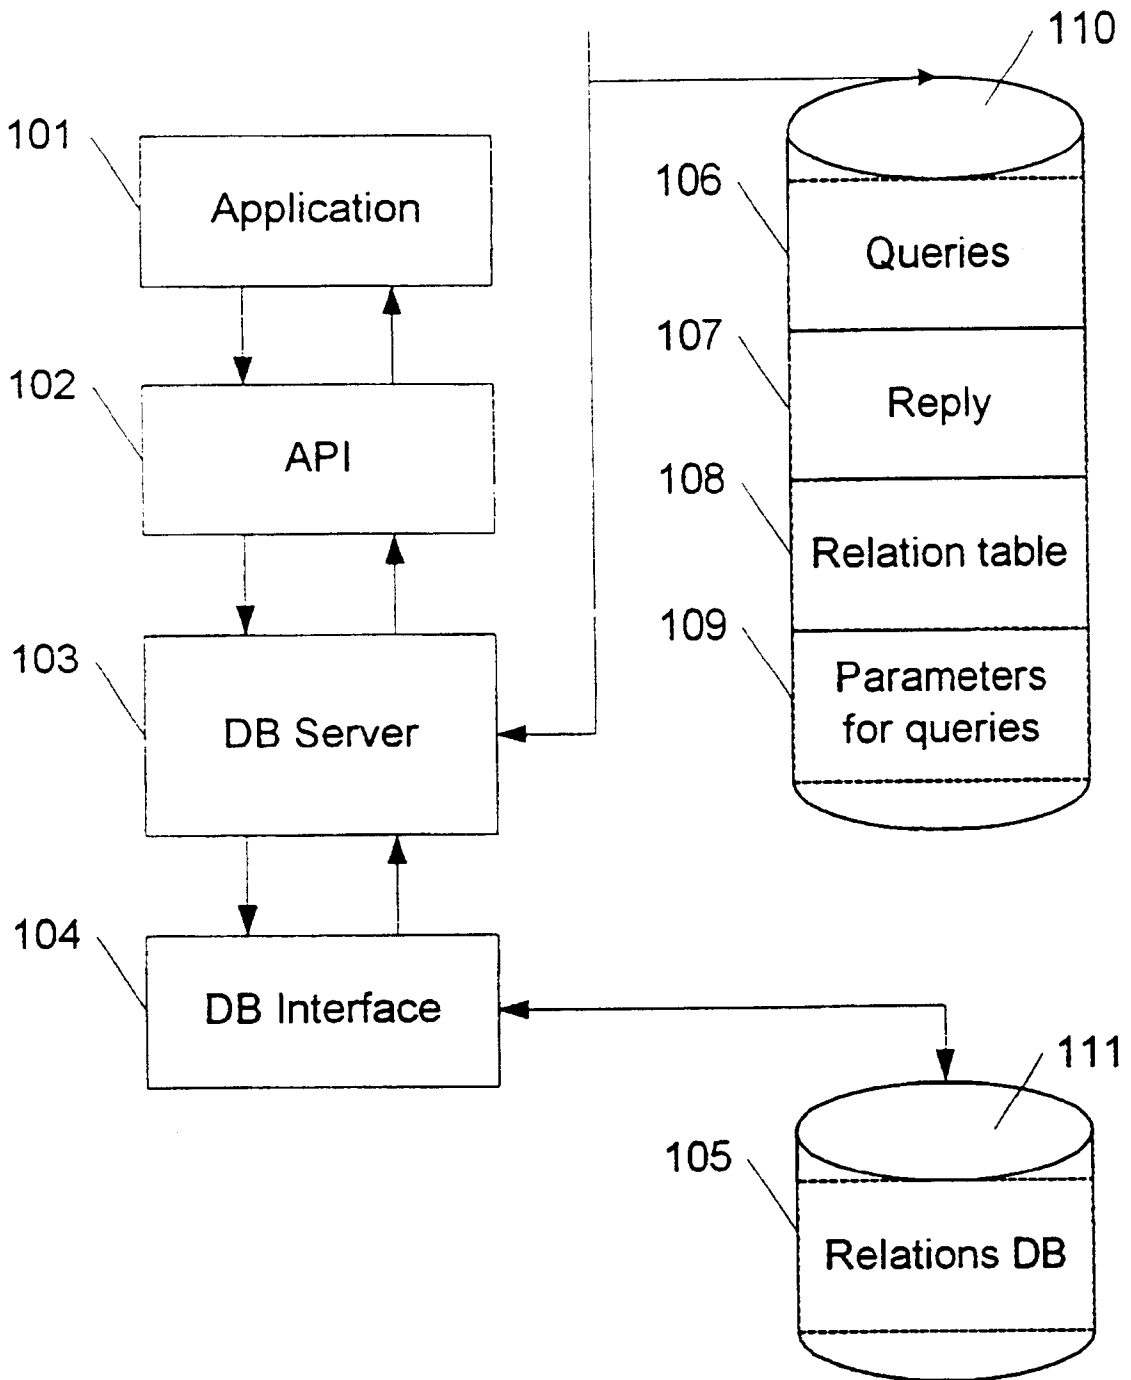 110
101
Application
106
Queries
107
Reply
102
API
108
Relation table
109
Parameters
for queries
103
DB Server
104
DB Interface
111
105
Relations DB